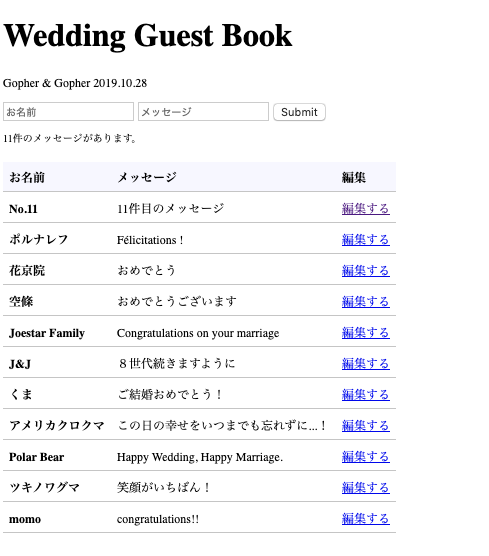 Wedding Guest Book
Gopher & Gopher 2019.10.28
お名前 メッセージ Submit
11件のメッセージがあります。
お名前 メッセージ 編集
No.11 11件目のメッセージ 編集する
ポルナレフ Félicitations ! 編集する
花京院 おめでとう 編集する
空條 おめでとうございます 編集する
Joestar Family Congratulations on your marriage 編集する
J&J ８世代続きますように 編集する
くま ご結婚おめでとう！ 編集する
アメリカクロクマ この日の幸せをいつまでも忘れずに...！ 編集する
Polar Bear Happy Wedding, Happy Marriage. 編集する
ツキノワグマ 笑顔がいちばん！ 編集する
momo congratulations!! 編集する